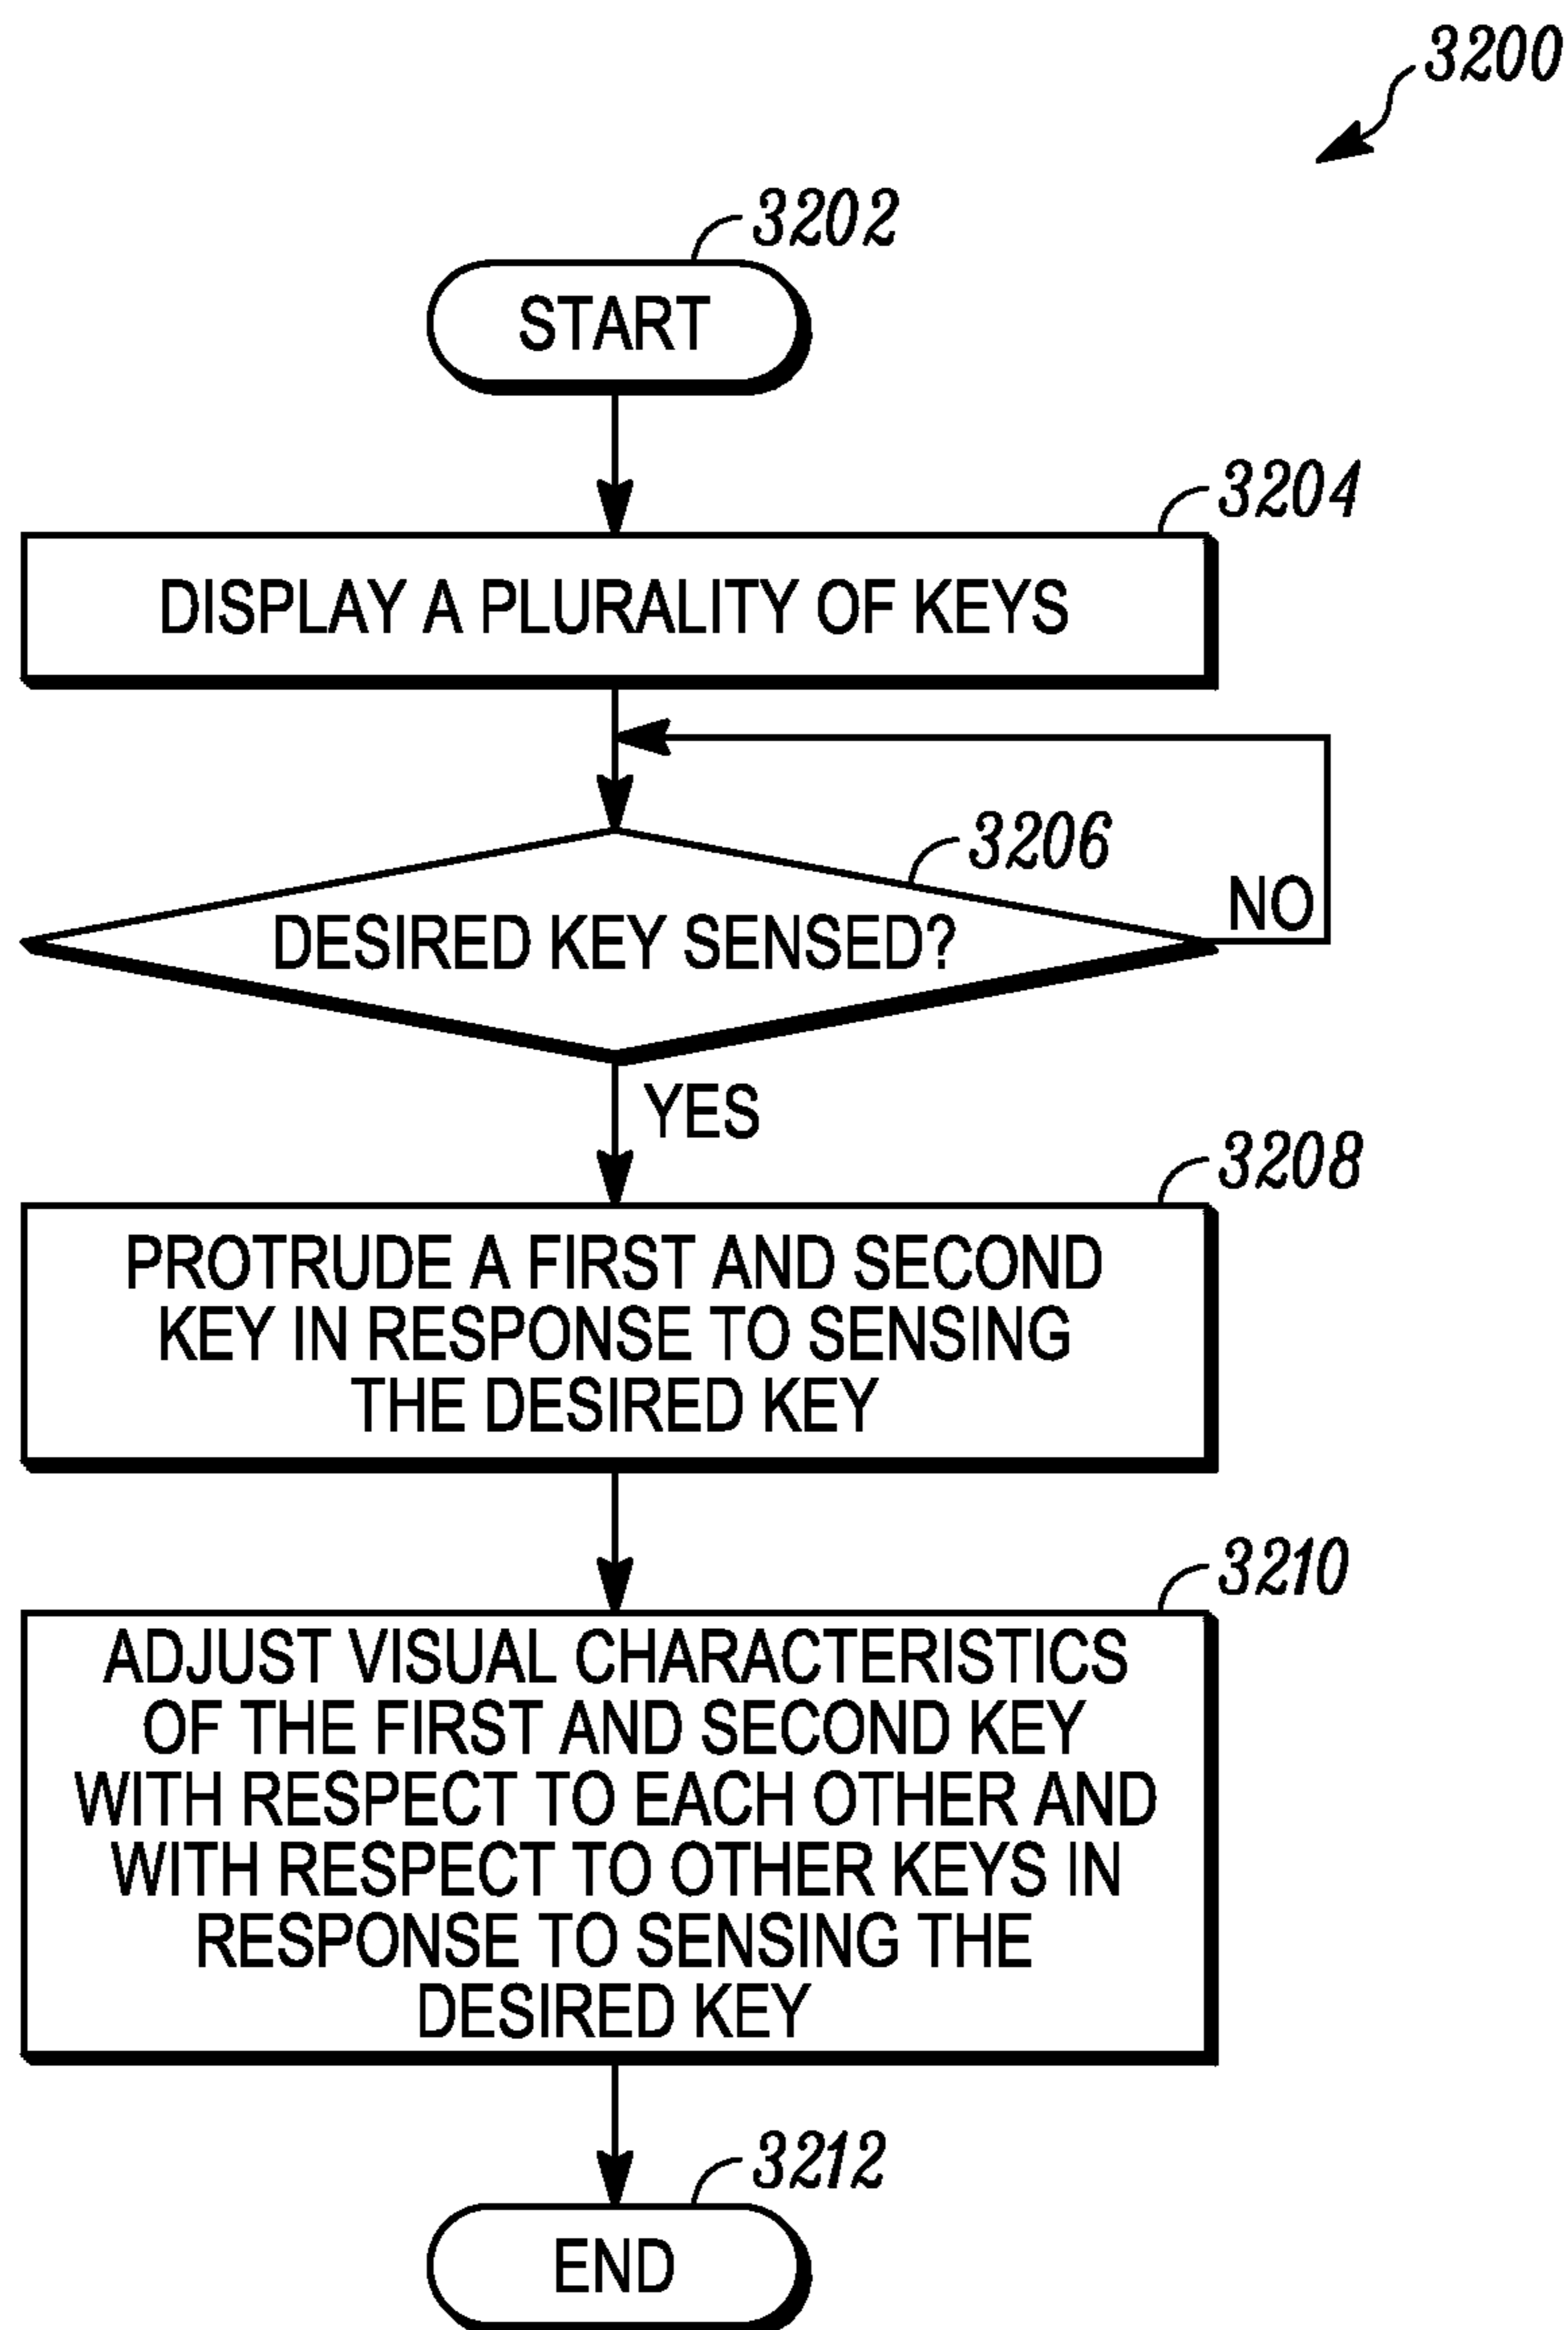 3200
3202
START
3204
DISPLAY A PLURALITY OF KEYS
3206
DESIRED KEY SENSED?
NO
YES
3208
PROTRUDE A FIRST AND SECOND
KEY IN RESPONSE TO SENSING
THE DESIRED KEY
3210
ADJUST VISUAL CHARACTERISTICS
OF THE FIRST AND SECOND KEY
WITH RESPECT TO EACH OTHER AND
WITH RESPECT TO OTHER KEYS IN
RESPONSE TO SENSING THE
DESIRED KEY
3212
END